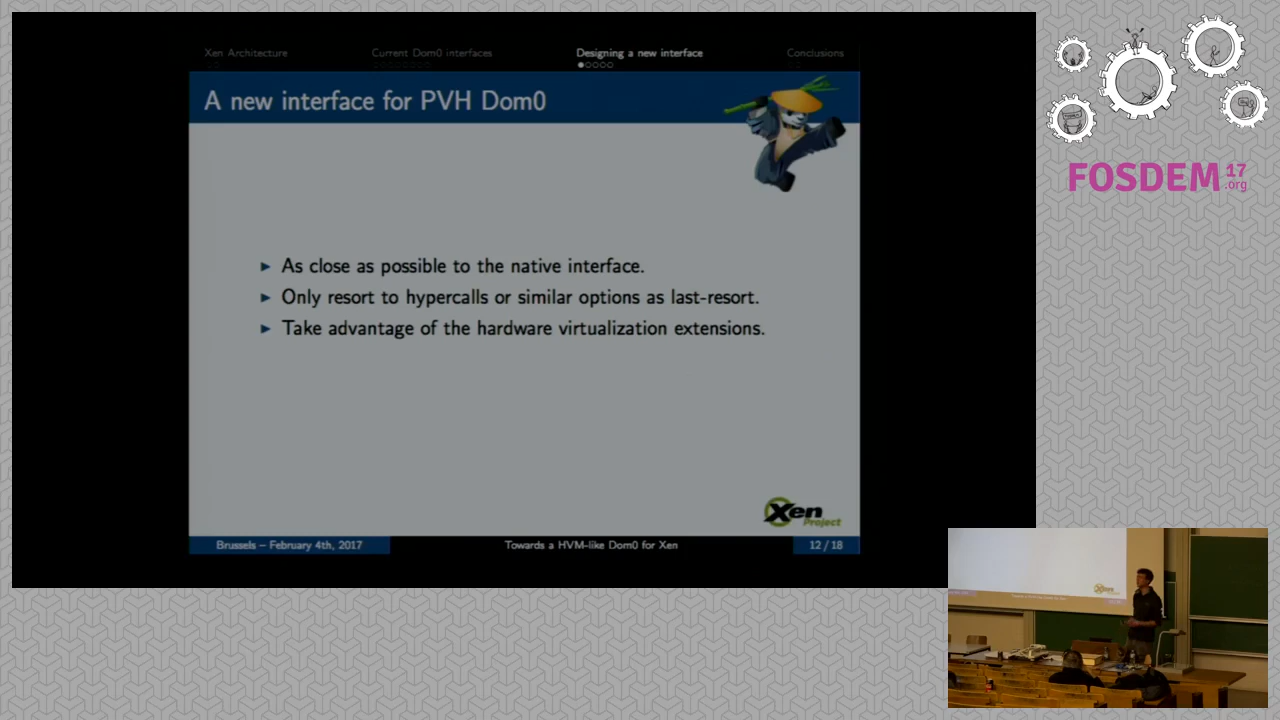 Xen Architecture
Current Dom0 interfaces
Designing a new interface
Conclusions
A new interface for PVH Dom0
As close as possible to the native interface.
Only resort to hypercalls or similar options as last-resort.
Take advantage of the hardware virtualization extensions.
Xen
Project
Brussels – February 4th, 2017
Towards a HVM-like Dom0 for Xen
12 / 18
FOSDEM 17
.org